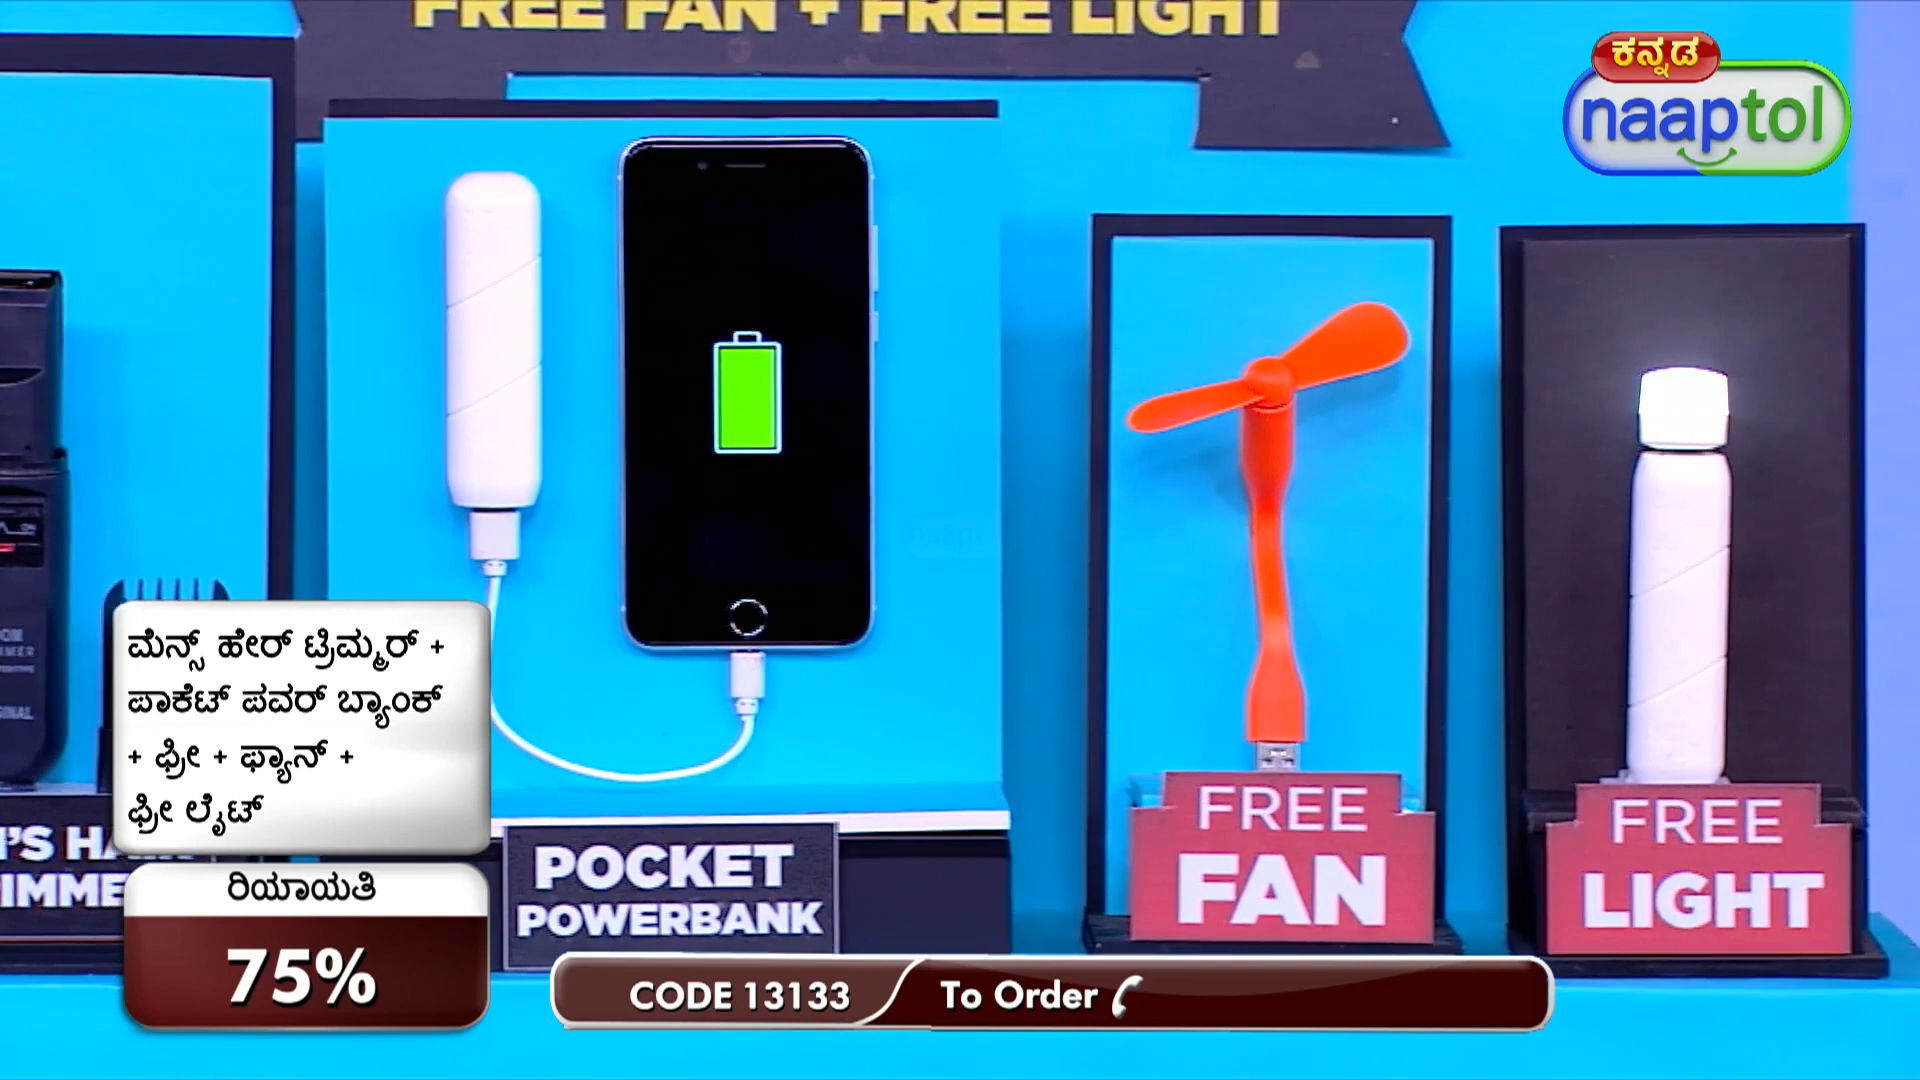 FREE FAN + FREE LIGHT
ಕನ್ನಡ
naaptol
ಮೆನ್ಸ್ ಹೇರ್ ಟ್ರಿಮ್ಮರ್ +
ಪಾಕೆಟ್ ಪವರ್ ಬ್ಯಾಂಕ್
+ ಫ್ರೀ + ಫ್ಯಾನ್ +
ಫ್ರೀ ಲೈಟ್
ರಿಯಾಯತಿ
75%
POCKET
POWERBANK
FREE
FAN
FREE
LIGHT
CODE 13133
To Order